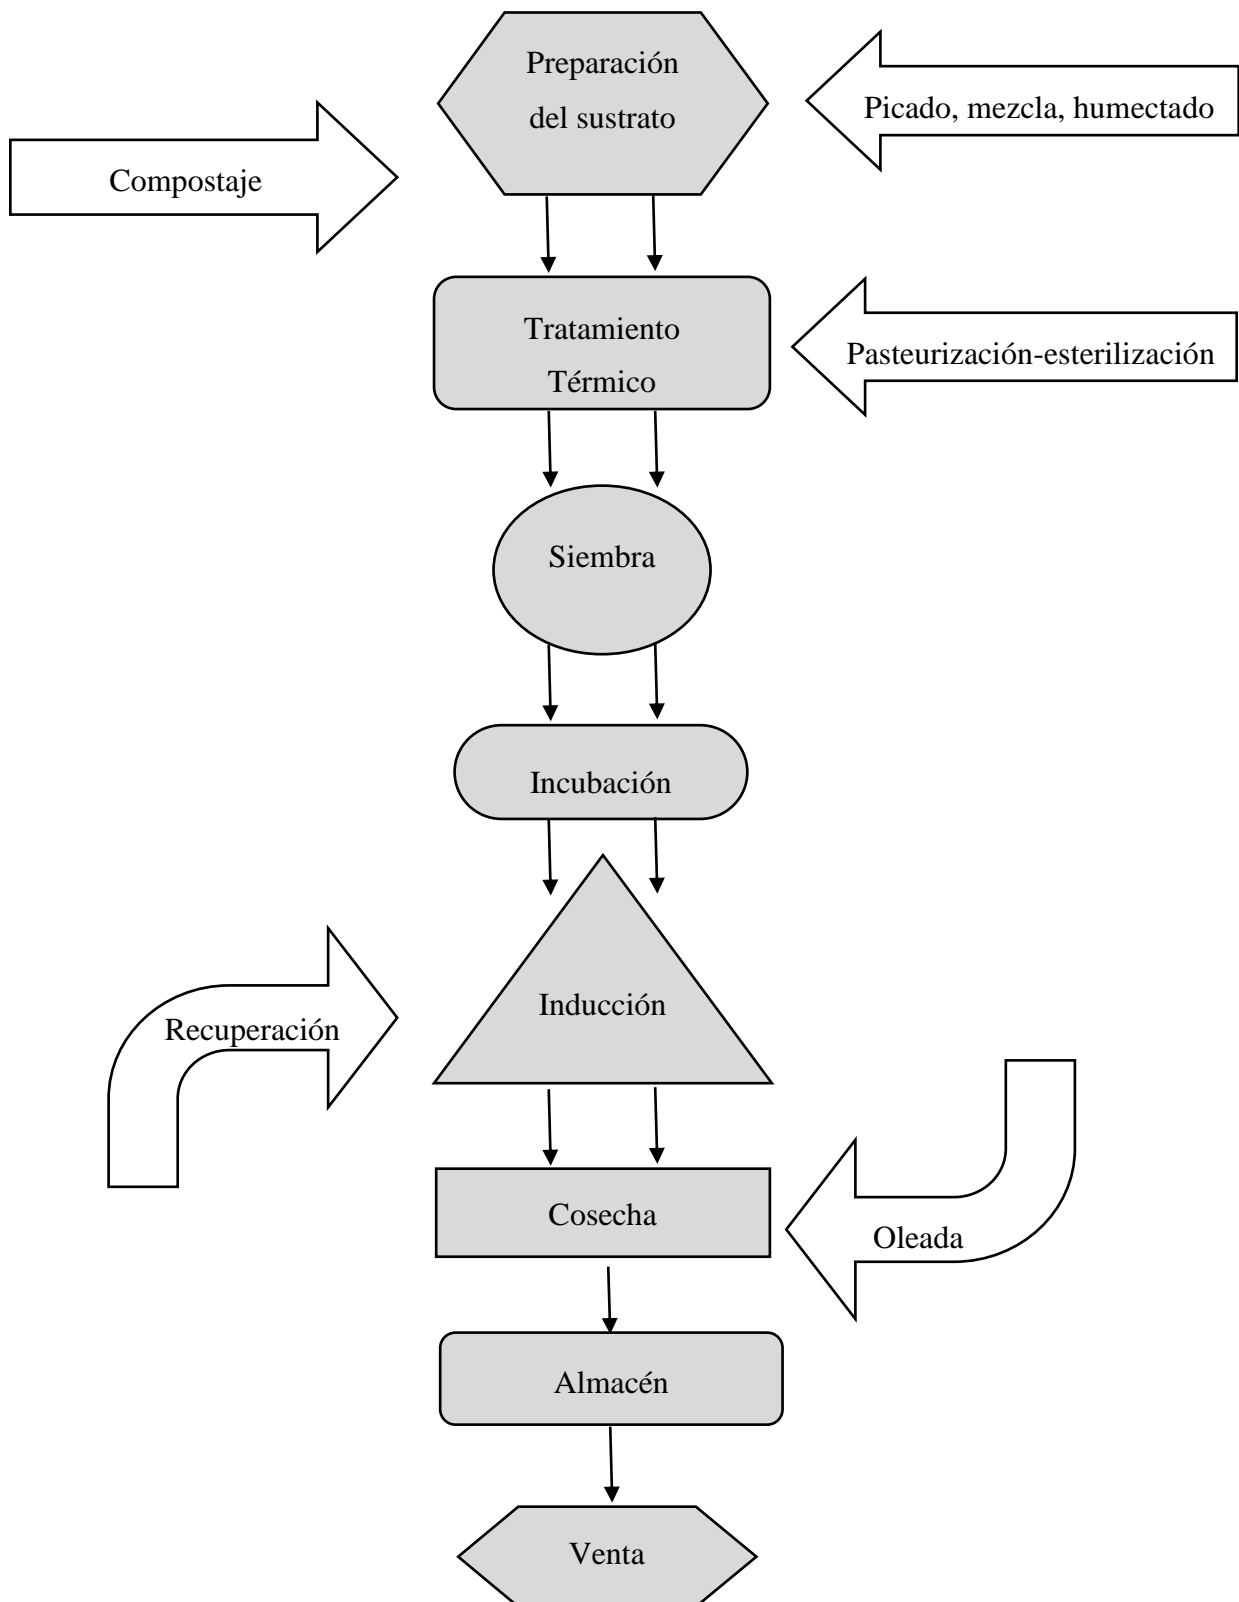 Preparación
del sustrato
Picado, mezcla, humectado
Compostaje
Tratamiento
Térmico
Pasteurización-esterilización
Siembra
Incubación
Inducción
Recuperación
Cosecha
Oleada
Almacén
Venta